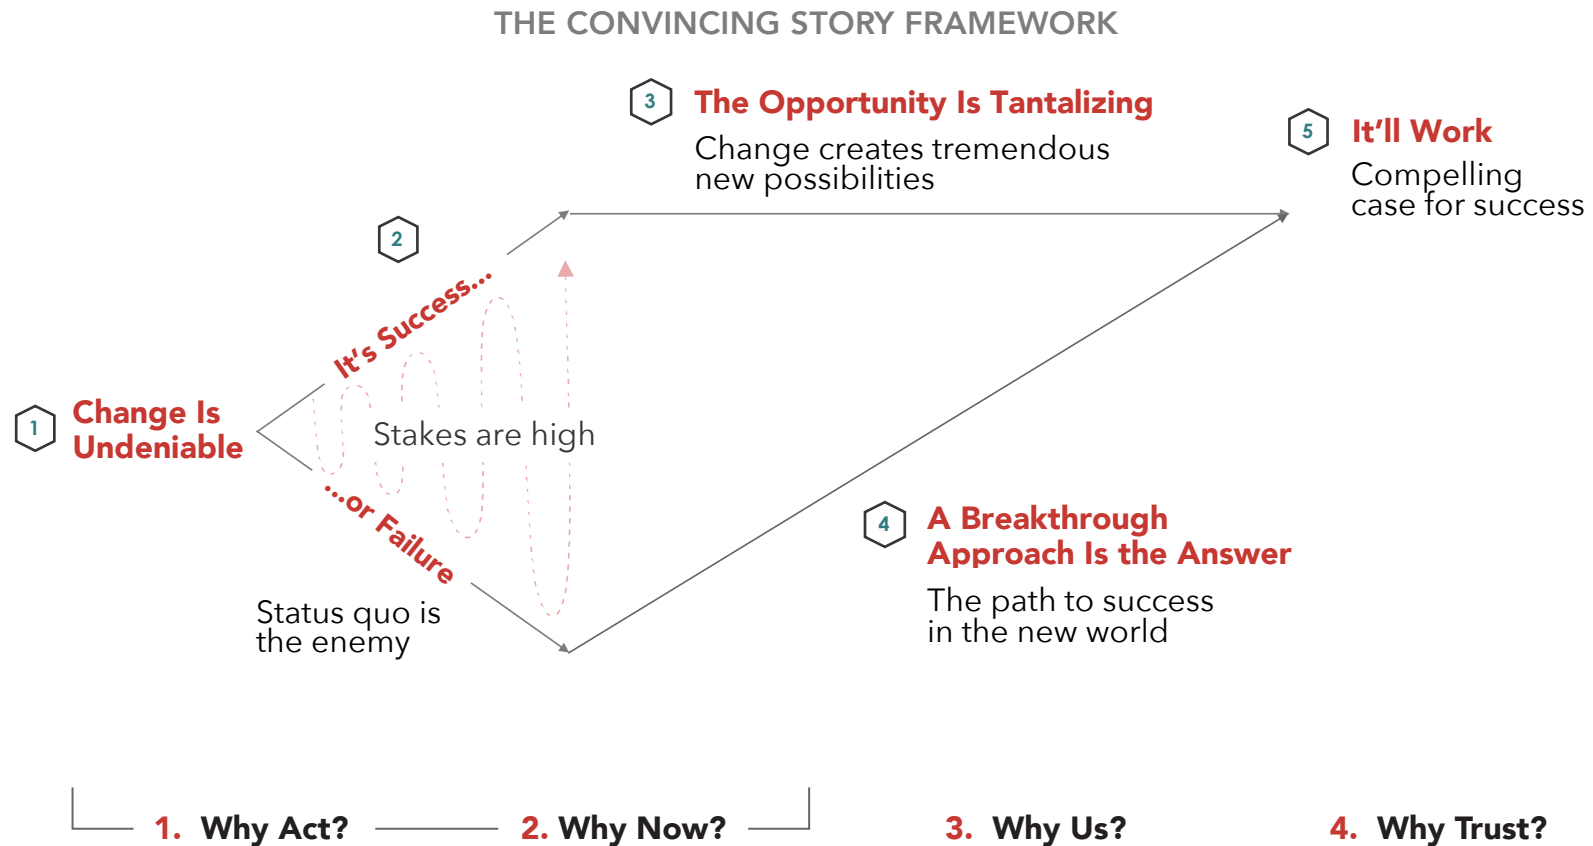 THE CONVINCING STORY FRAMEWORK
1
Change Is
Undeniable
2
It's Success...
Stakes are high
...or Failure
Status quo is
the enemy
3
The Opportunity Is Tantalizing
Change creates tremendous
new possibilities
4
A Breakthrough
Approach Is the Answer
The path to success
in the new world
5
It'll Work
Compelling
case for success
1. Why Act?
2. Why Now?
3. Why Us?
4. Why Trust?